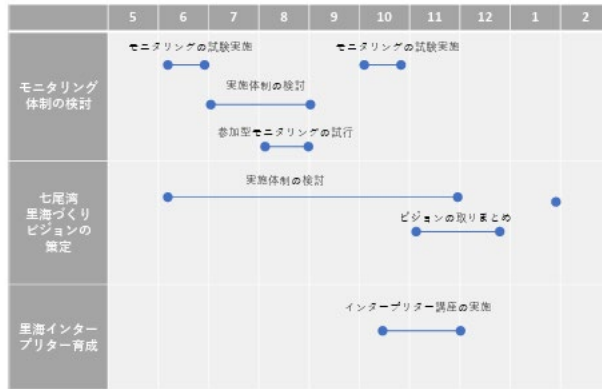 5 6 7 8 9 10 11 12 1 2
モニタリング
体制の検討
モニタリングの試験実施
モニタリングの試験実施
実施体制の検討
参加型モニタリングの試行
七尾湾
里海づくり
ビジョンの
策定
実施体制の検討
ビジョンの取りまとめ
里海インター
プリター育成
インタープリター講座の実施